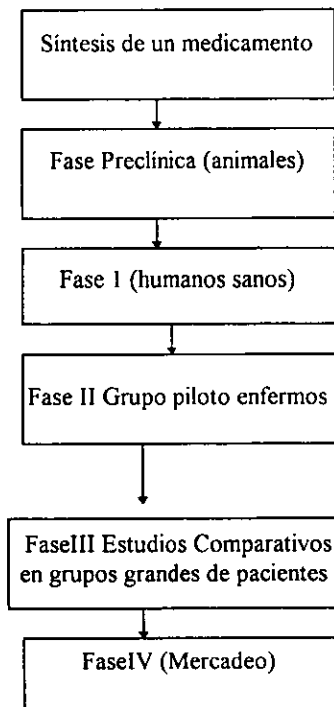 Síntesis de un medicamento
Fase Preclínica (animales)
Fase 1 (humanos sanos)
Fase II Grupo piloto enfermos
FaseIII Estudios Comparativos
en grupos grandes de pacientes
FaseIV (Mercadeo)